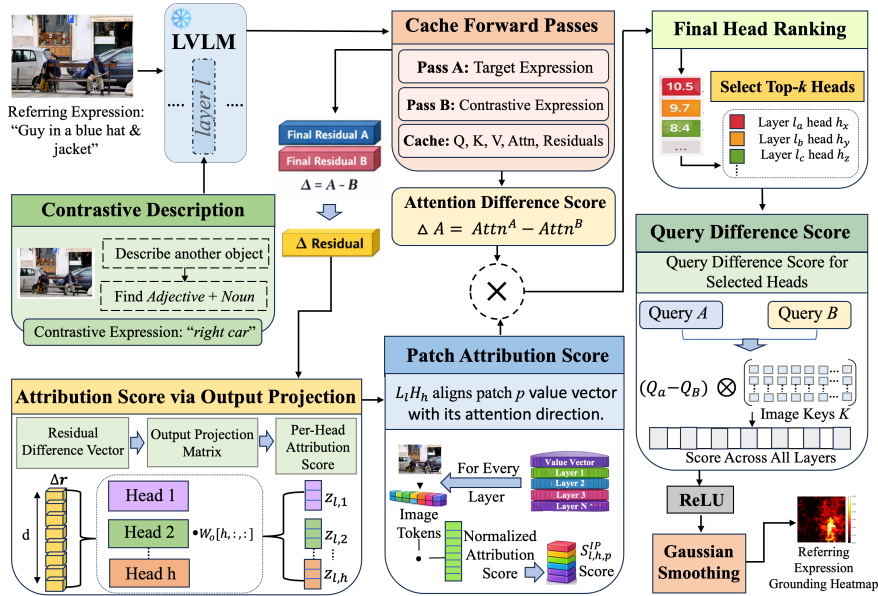 Referring Expression:
“Guy in a blue hat &
jacket”
LVLM
layer l
Contrastive Description
Describe another object
Find Adjective + Noun
Contrastive Expression: “right car”
Cache Forward Passes
Pass A: Target Expression
Pass B: Contrastive Expression
Cache: Q, K, V, Attn, Residuals
Final Residual A
Final Residual B
Δ = A - B
Δ Residual
Attention Difference Score
△ A = Attn^A − Attn^B
×
Attribution Score via Output Projection
Residual
Difference Vector
Output Projection
Matrix
Per-Head
Attribution
Score
Δr
d
Head 1
Head 2
Head h
•W_o[h,:,:]
z_{l,1}
z_{l,2}
z_{l,h}
Patch Attribution Score
L_lH_h aligns patch p value vector
with its attention direction.
For Every
Layer
Value Vector
Layer 1
Layer 2
Layer 3
Layer N
Image
Tokens
Normalized
Attribution
Score
S^{IP}_{l,h,p}
Score
Final Head Ranking
10.5
9.7
8.4
...
Select Top-k Heads
Layer l_a head h_x
Layer l_b head h_y
Layer l_c head h_z
Query Difference Score
Query Difference Score for
Selected Heads
Query A
Query B
(Q_a−Q_B) ⊗
Image Keys K
Score Across All Layers
ReLU
Gaussian
Smoothing
Referring
Expression
Grounding Heatmap